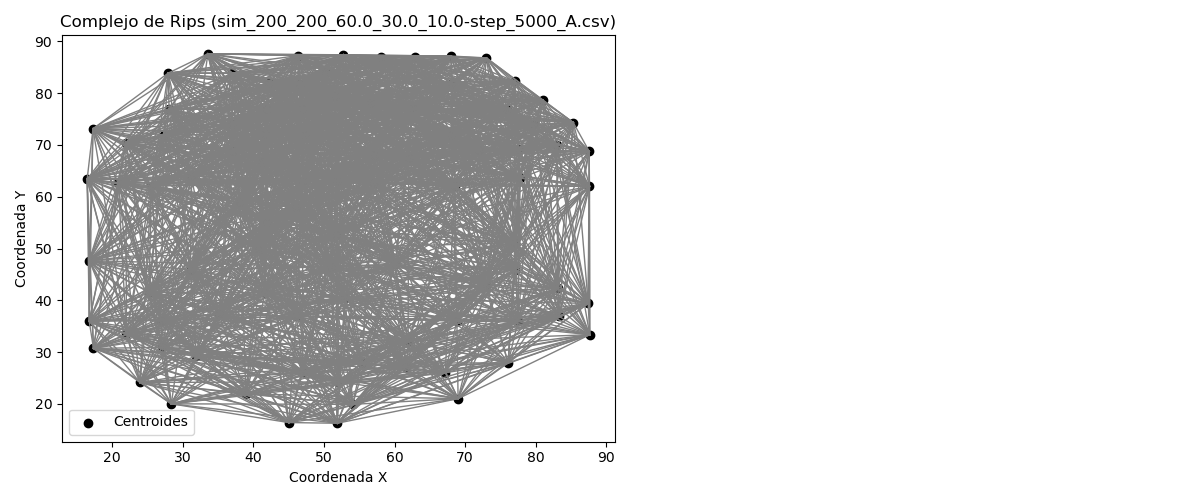 Complejo de Rips (sim_200_200_60.0_30.0_10.0-step_5000_A.csv)
90
80
70
60
50
40
30
20
Coordenada Y
Centroides
20 30 40 50 60 70 80 90
Coordenada X